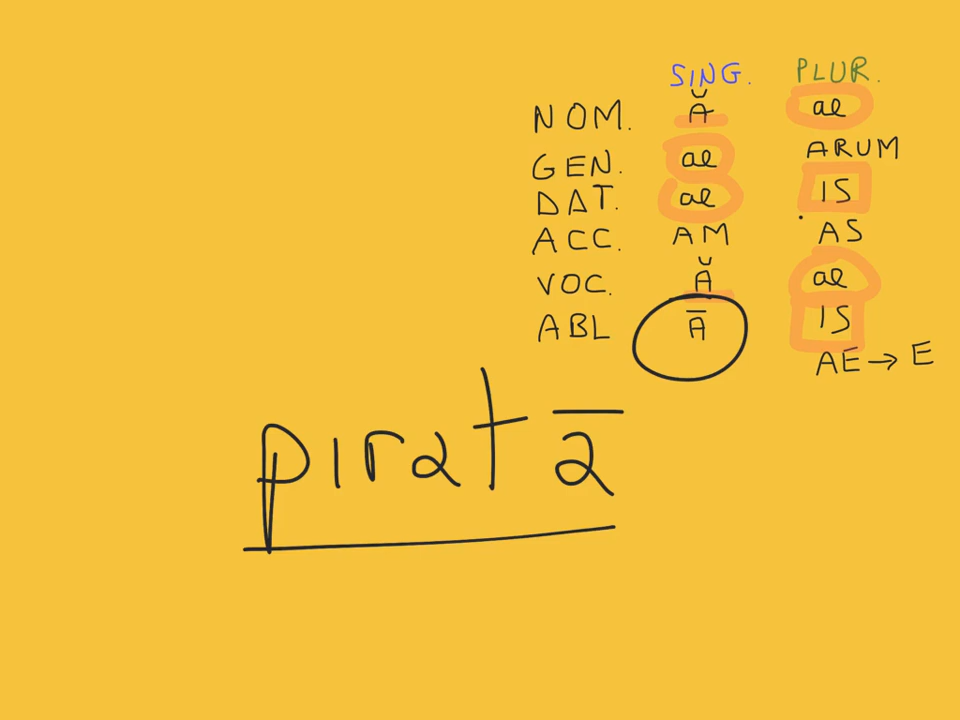 SING. PLUR.
NOM. Ă ae
GEN. ae ARUM
DAT. ae IS
ACC. AM AS
VOC. Ă ae
ABL Ā IS
AE → E
piratā